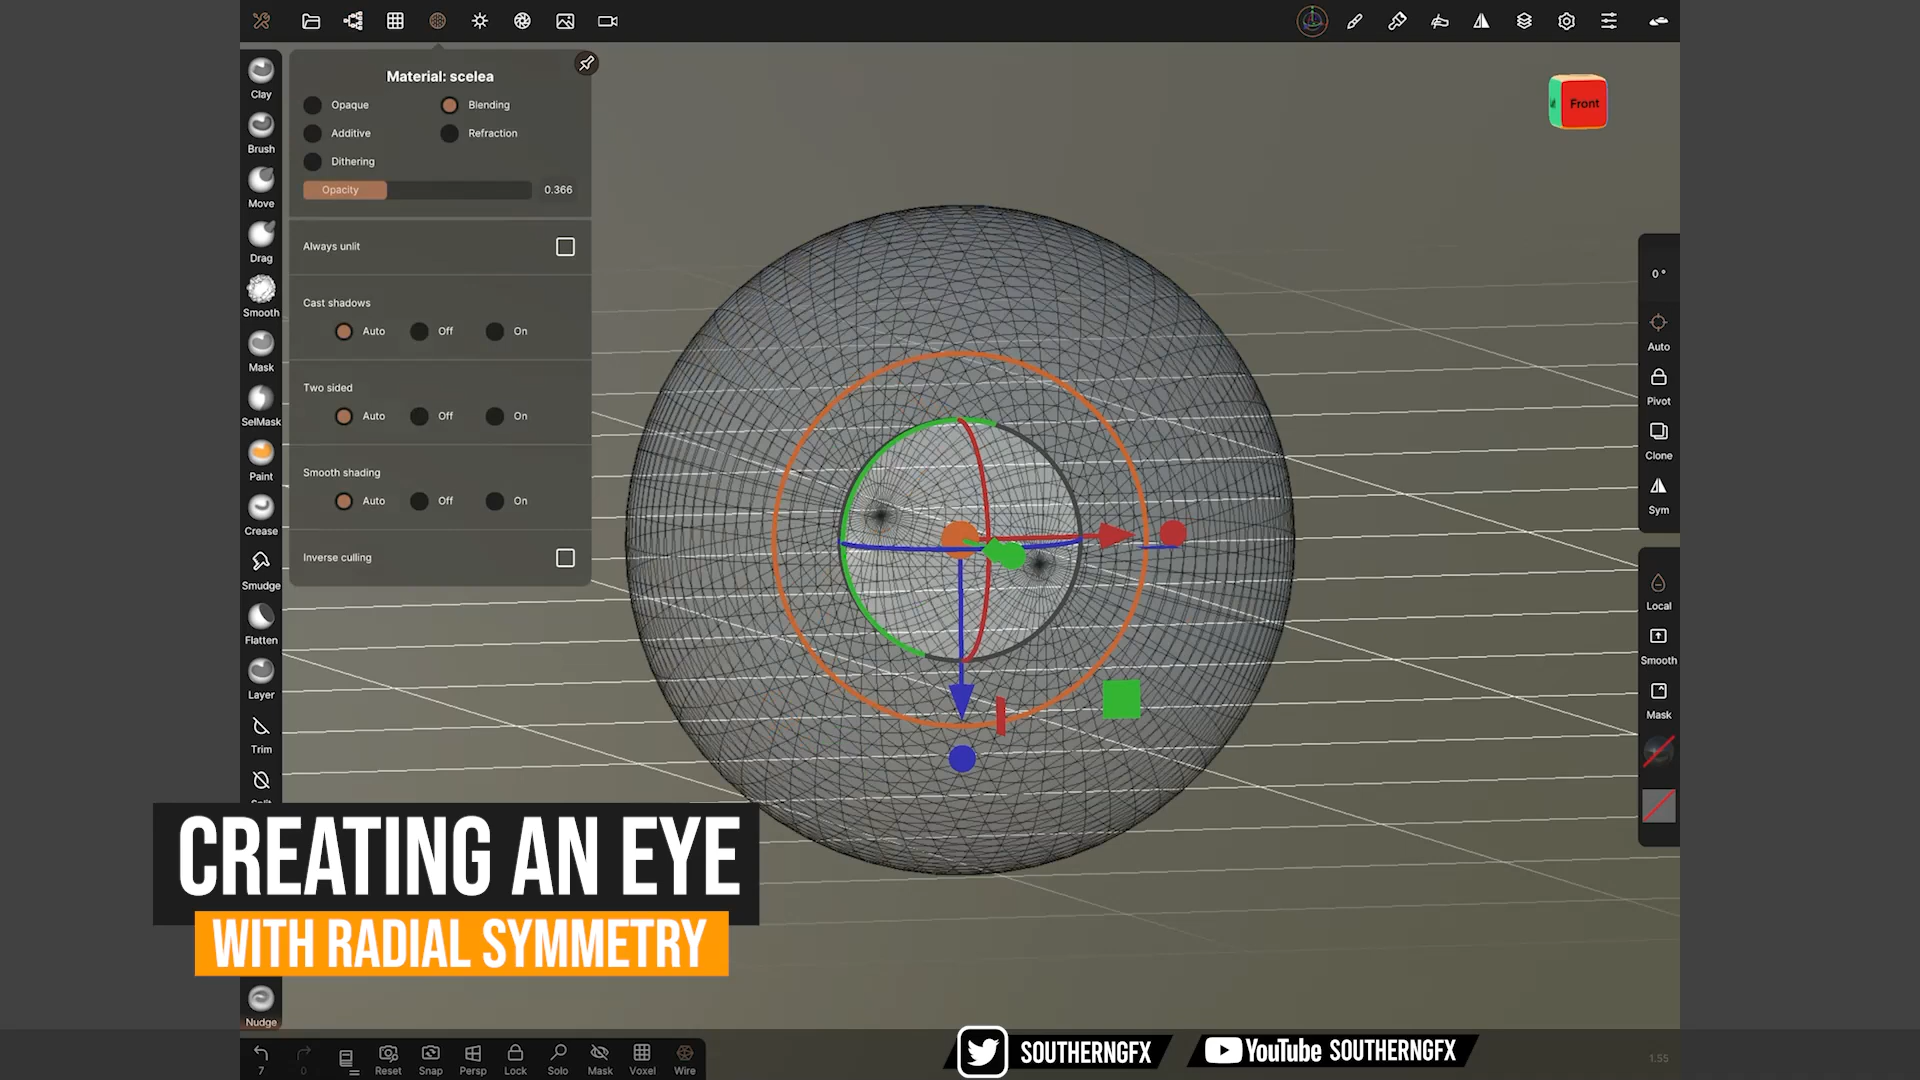 Material: scelea
Opaque
Blending
Additive
Refraction
Dithering
Opacity
0.366
Always unlit
Cast shadows
Auto
Off
On
Two sided
Auto
Off
On
Smooth shading
Auto
Off
On
Inverse culling
Clay
Brush
Move
Drag
Smooth
Mask
SelMask
Paint
Crease
Smudge
Flatten
Layer
Trim
Nudge
Front
0°
Auto
Pivot
Clone
Sym
Local
Smooth
Mask
CREATING AN EYE
WITH RADIAL SYMMETRY
7
0
Reset
Snap
Persp
Lock
Solo
Mask
Voxel
Wire
SOUTHERNGFX
YouTube SOUTHERNGFX
1.55